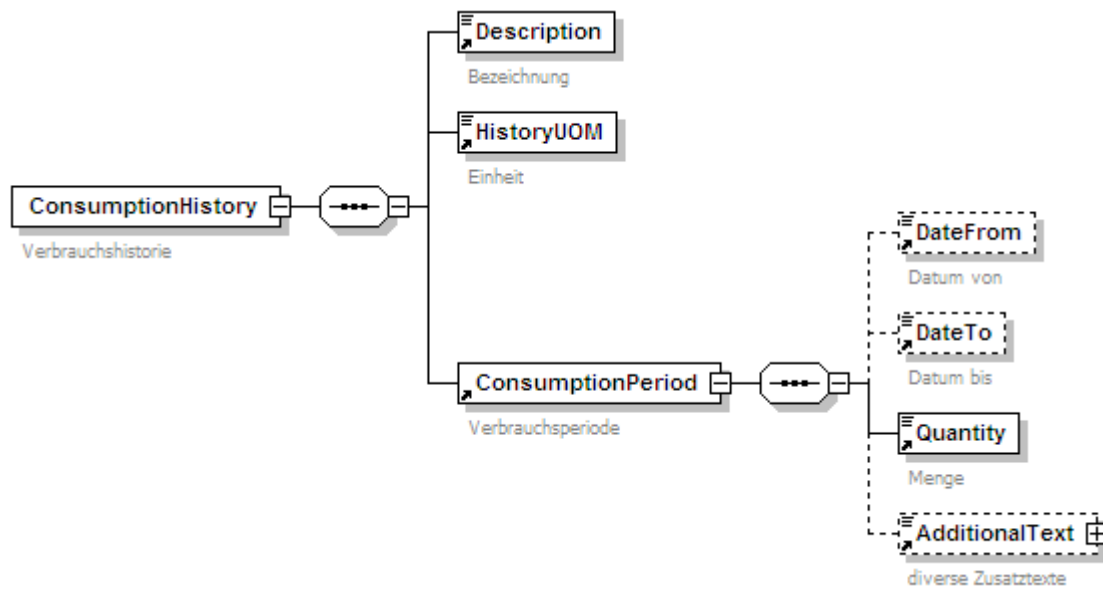 Description
Bezeichnung
HistoryUOM
Einheit
ConsumptionHistory
Verbrauchshistorie
DateFrom
Datum von
DateTo
Datum bis
ConsumptionPeriod
Verbrauchsperiode
Quantity
Menge
AdditionalText
diverse Zusatztexte